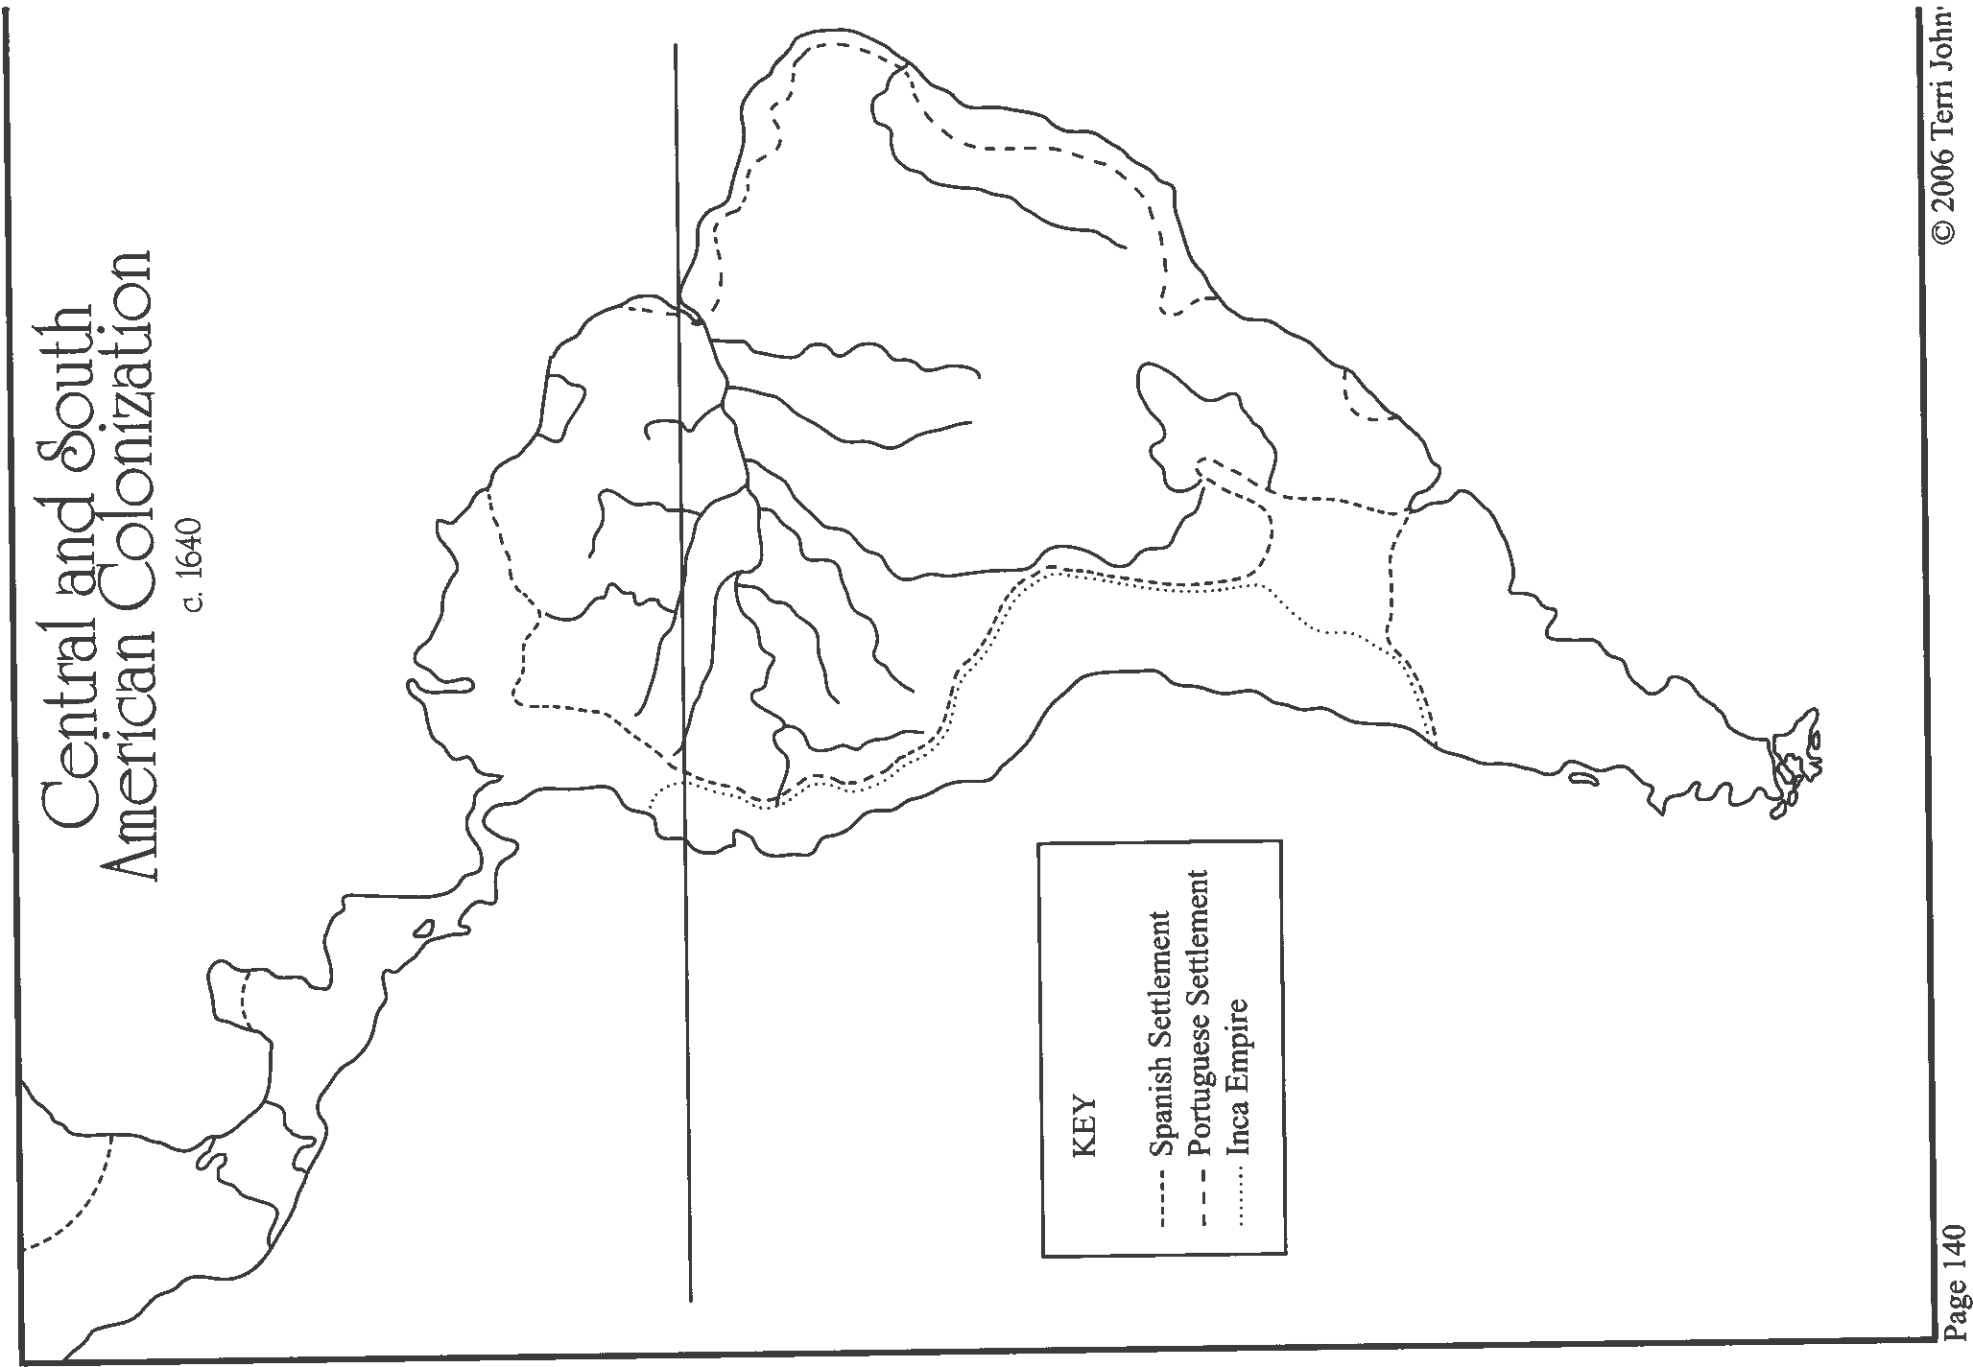 Central and South
American Colonization
c. 1640
KEY
Spanish Settlement
Portuguese Settlement
Inca Empire
Page 140
© 2006 Terri John